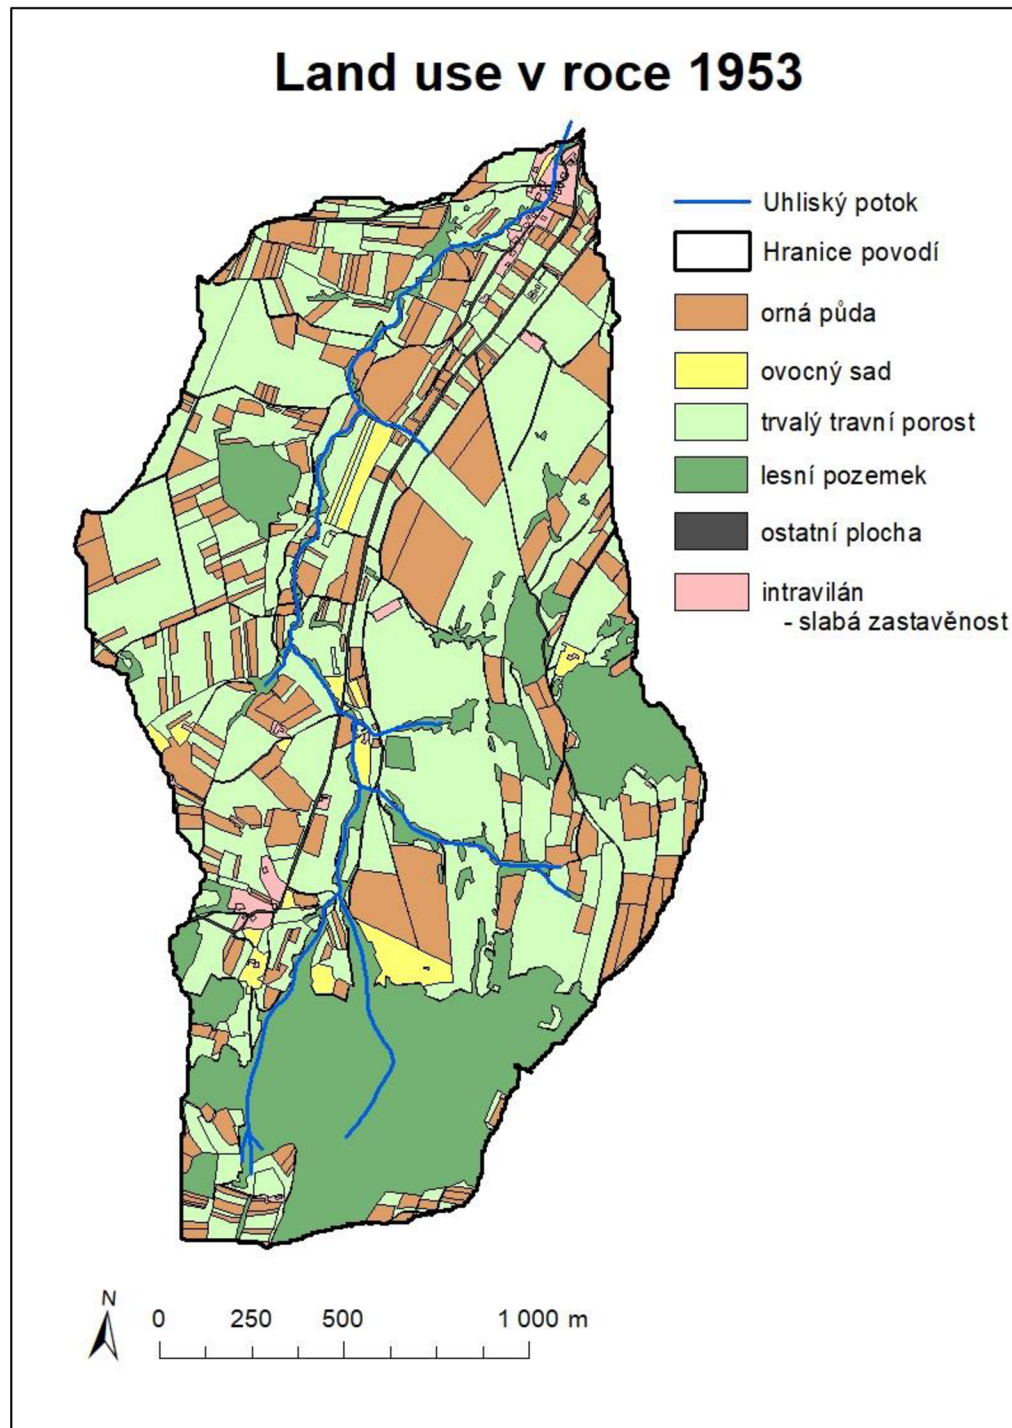 Land use v roce 1953
Uhliský potok
Hranice povodí
orná půda
ovocný sad
trvalý travní porost
lesní pozemek
ostatní plocha
intravilán
- slabá zastavěnost
N
0 250 500 1 000 m